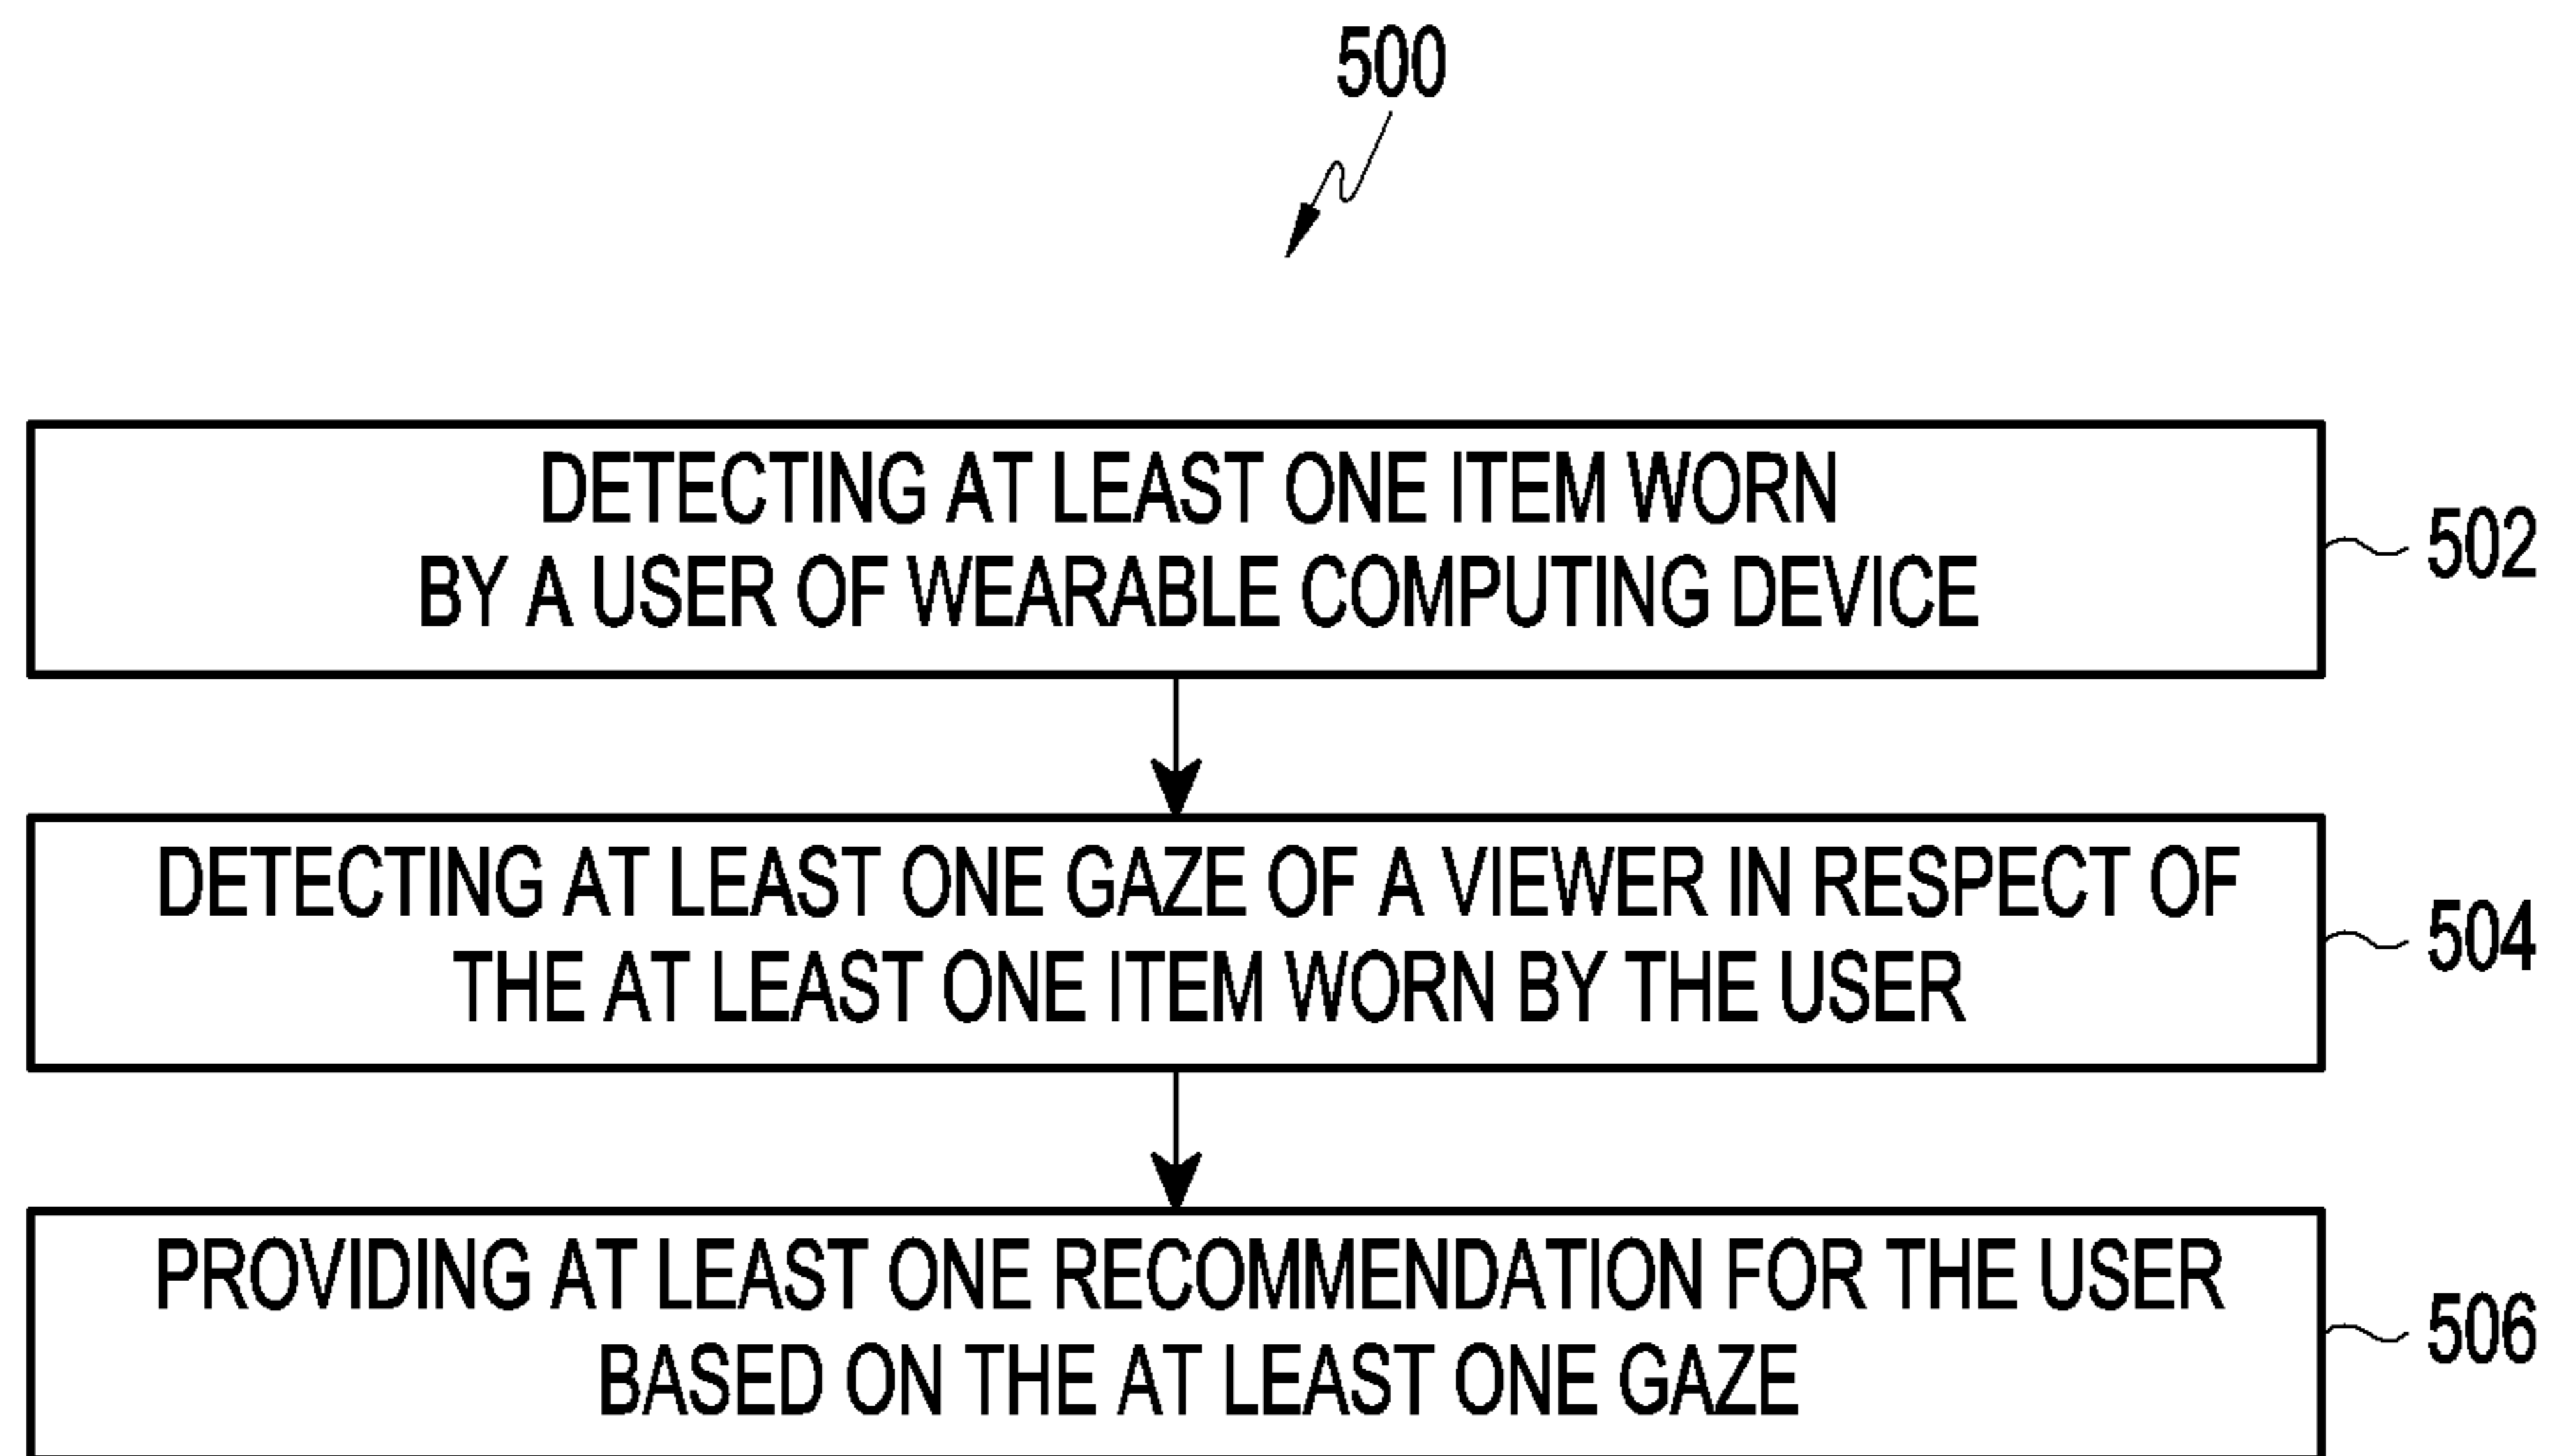 500
DETECTING AT LEAST ONE ITEM WORN
BY A USER OF WEARABLE COMPUTING DEVICE
502
DETECTING AT LEAST ONE GAZE OF A VIEWER IN RESPECT OF
THE AT LEAST ONE ITEM WORN BY THE USER
504
PROVIDING AT LEAST ONE RECOMMENDATION FOR THE USER
BASED ON THE AT LEAST ONE GAZE
506